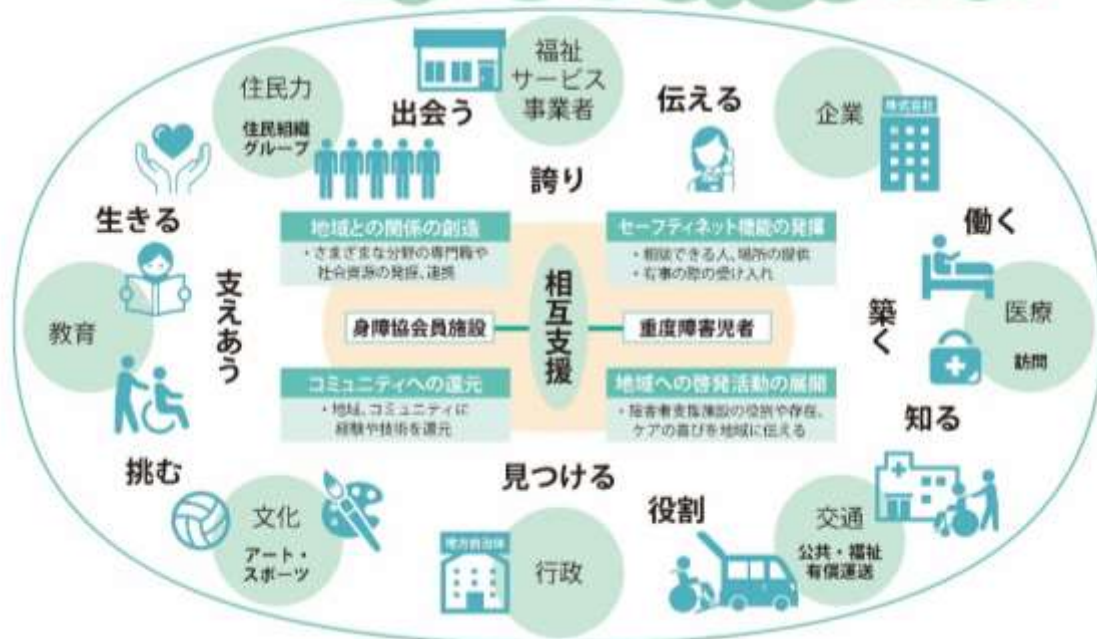 福祉
サービス
事業者
住民力
住民組織
グループ
出会う
伝える
企業
株式会社
誇り
生きる
働く
地域との関係の創造
・さまざまな分野の専門職や
社会資源の発掘、連携
セーフティネット機能の発揮
・相談できる人、場所の提供
・有事の際の受け入れ
支えあう
教育
身障協会員施設
相互支援
重度障害児者
築く
医療
訪問
コミュニティへの還元
・地域、コミュニティに
経験や技術を還元
地域への啓発活動の展開
・障害者支援施設の役割や存在、
ケアの喜びを地域に伝える
知る
挑む
見つける
役割
文化
アート・
スポーツ
地方自治体
行政
交通
公共・福祉
有償運送